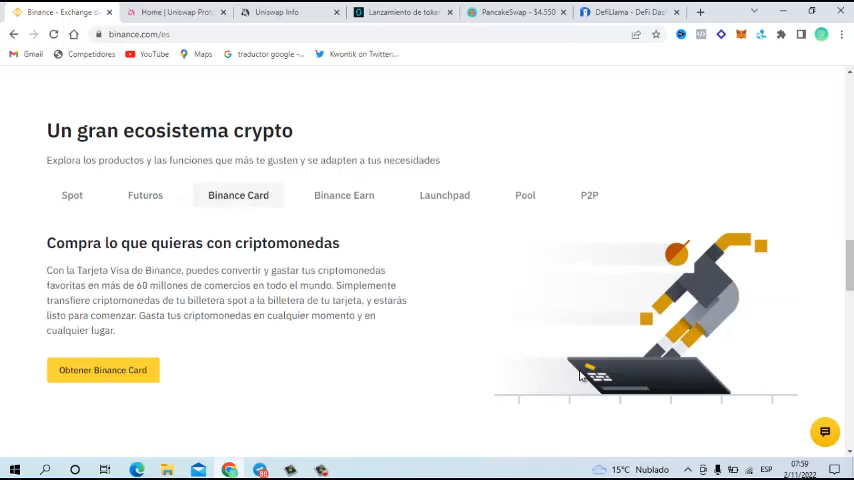 Binance - Exchange de
Home | Uniswap Prot
Uniswap Info
Lanzamiento de token
PancakeSwap - $4.550
DefiLlama - DeFi Dash
binance.com/es
Gmail
Competidores
YouTube
Maps
traductor google -...
Kwontik on Twitter:...
Un gran ecosistema crypto
Explora los productos y las funciones que más te gusten y se adapten a tus necesidades
Spot
Futuros
Binance Card
Binance Earn
Launchpad
Pool
P2P
Compra lo que quieras con criptomonedas
Con la Tarjeta Visa de Binance, puedes convertir y gastar tus criptomonedas
favoritas en más de 60 millones de comercios en todo el mundo. Simplemente
transfiere criptomonedas de tu billetera spot a la billetera de tu tarjeta, y estarás
listo para comenzar. Gasta tus criptomonedas en cualquier momento y en
cualquier lugar.
Obtener Binance Card
15°C Nublado
ESP
07:59
2/11/2022